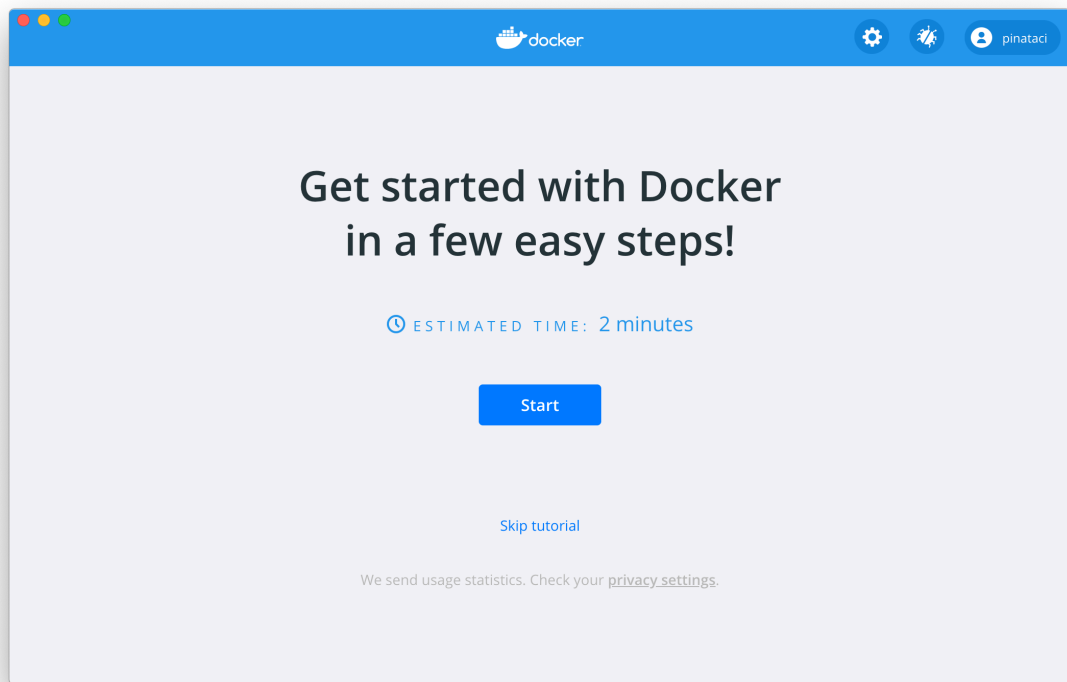 docker
pinataci
Get started with Docker
in a few easy steps!
ESTIMATED TIME: 2 minutes
Start
Skip tutorial
We send usage statistics. Check your privacy settings.